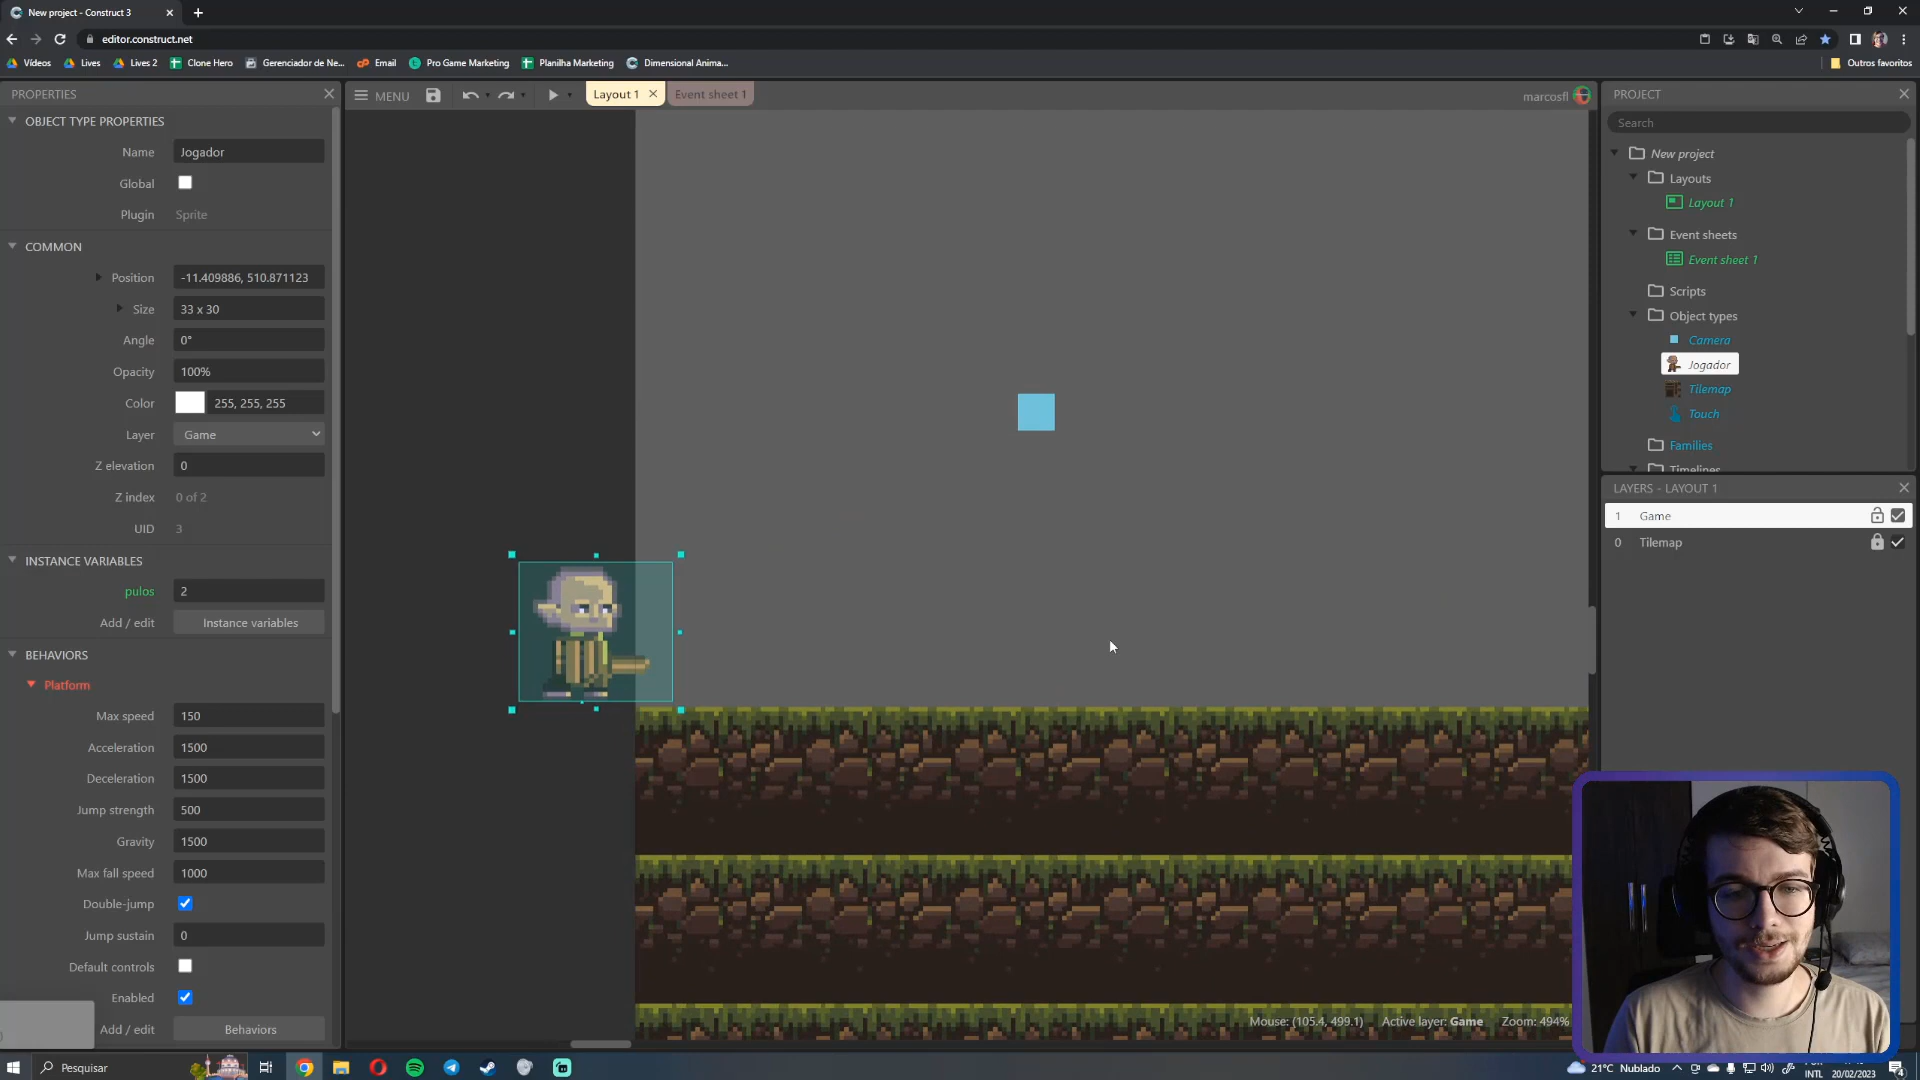 New project - Construct 3
editor.construct.net
Vídeos
Lives
Lives 2
Clone Hero
Gerenciador de Ne...
Email
Pro Game Marketing
Planilha Marketing
Dimensional Anima...
Outros favoritos
PROPERTIES
OBJECT TYPE PROPERTIES
Name Jogador
Global
Plugin Sprite
COMMON
Position -11.409886, 510.871123
Size 33 x 30
Angle 0°
Opacity 100%
Color 255, 255, 255
Layer Game
Z elevation 0
Z index 0 of 2
UID 3
INSTANCE VARIABLES
pulos 2
Add / edit Instance variables
BEHAVIORS
Platform
Max speed 150
Acceleration 1500
Deceleration 1500
Jump strength 500
Gravity 1500
Max fall speed 1000
Double-jump
Jump sustain 0
Default controls
Enabled
Add / edit Behaviors
MENU
Layout 1
Event sheet 1
marcosfl
Mouse: (105.4, 499.1) Active layer: Game Zoom: 494%
PROJECT
Search
New project
Layouts
Layout 1
Event sheets
Event sheet 1
Scripts
Object types
Camera
Jogador
Tilemap
Touch
Families
Timelines
LAYERS - LAYOUT 1
1 Game
0 Tilemap
Pesquisar
21°C Nublado
INTL
20/02/2023
4